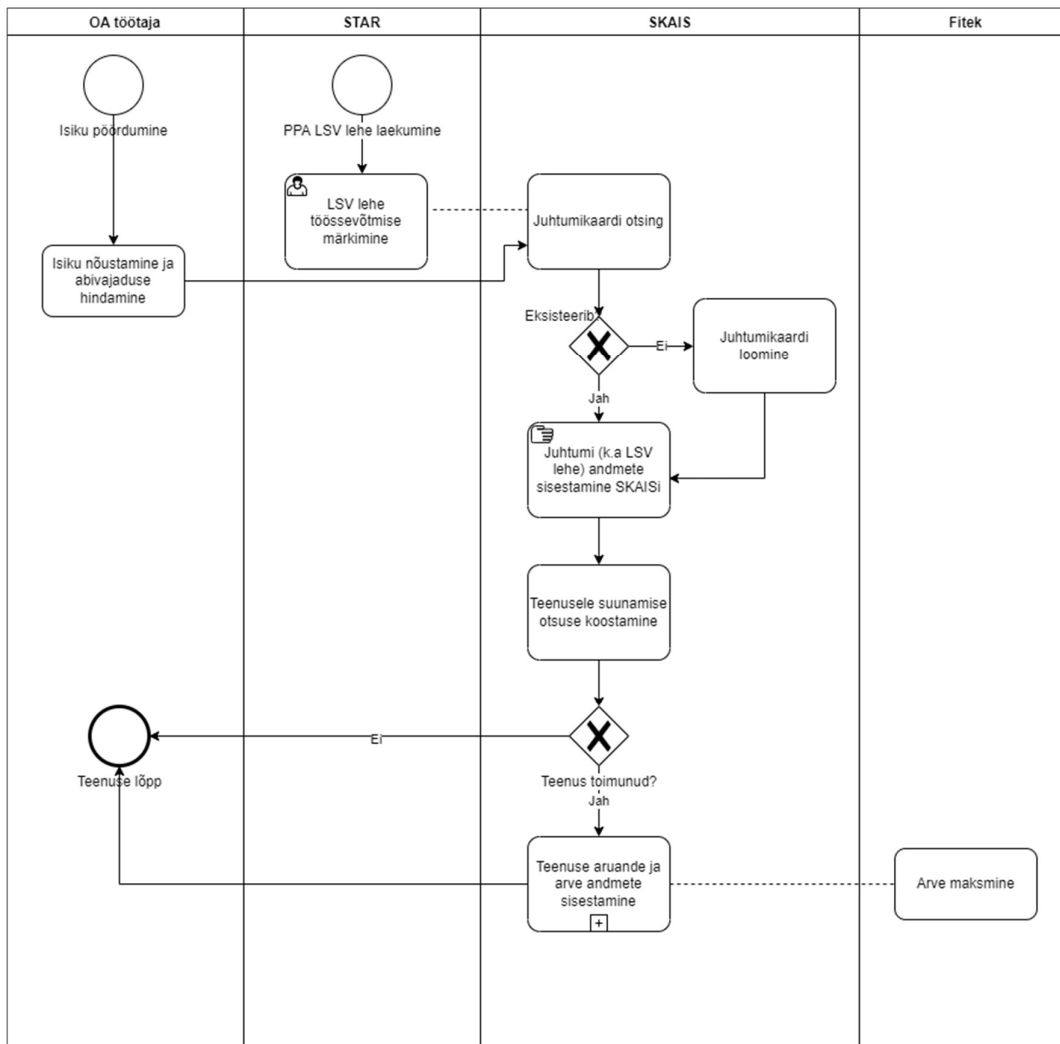 OA töötaja
STAR
SKAIS
Fitek
Isiku pöördumine
PPA LSV lehe laekumine
LSV lehe
töössevõtmise
märkimine
Juhtumikaardi otsing
Isiku nõustamine ja
abivajaduse
hindamine
Eksisteerib
Ei
Juhtumikaardi
loomine
Jah
Juhtumi (k.a LSV
lehe) andmete
sisestamine SKAISi
Teenusele suunamise
otsuse koostamine
Ei
Teenuse lõpp
Teenus toimunud?
Jah
Teenuse aruande ja
arve andmete
sisestamine
Arve maksmine